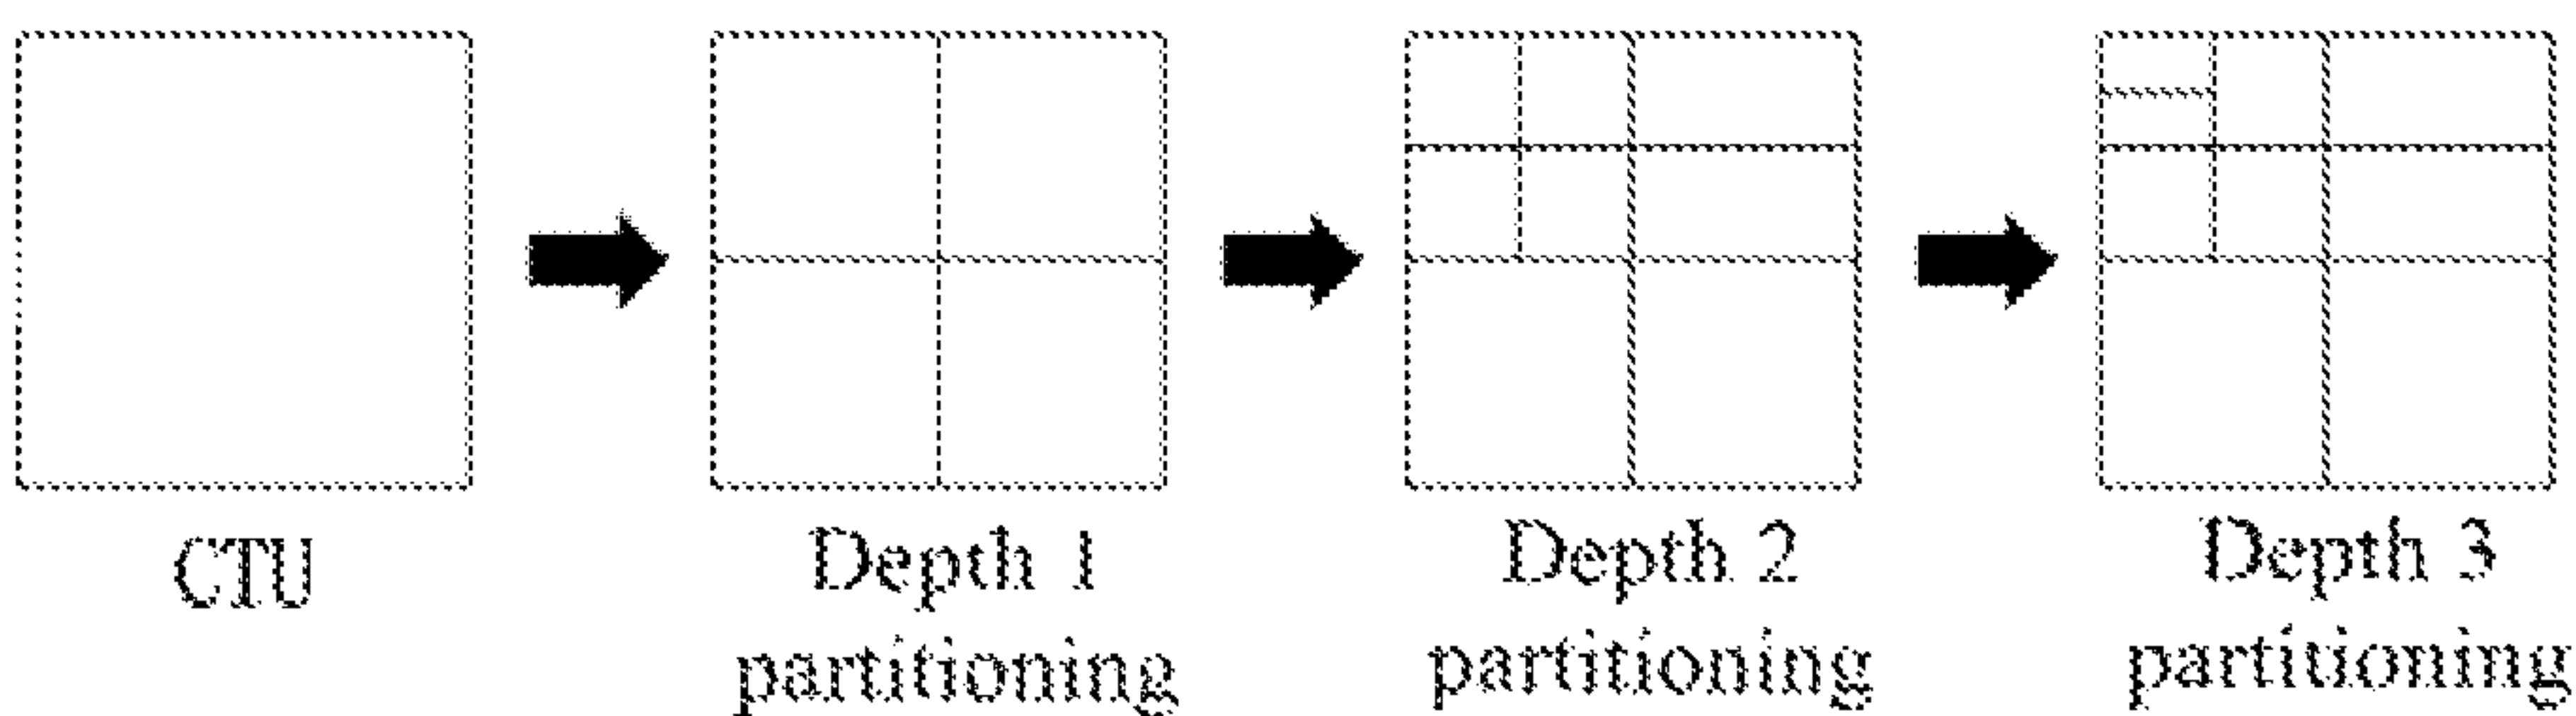 CTU
Depth 1
partitioning
Depth 2
partitioning
Depth 3
partitioning